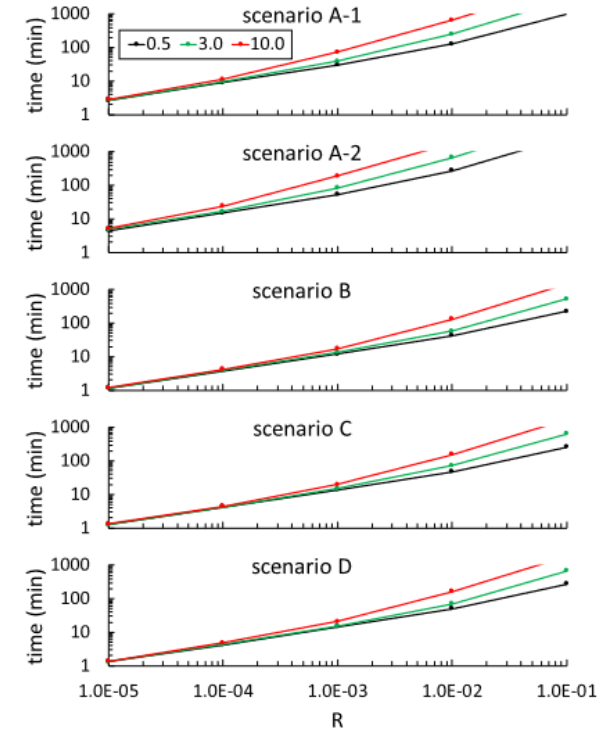 scenario A-1
0.5 3.0 10.0
time (min)
1000
100
10
1
scenario A-2
time (min)
1000
100
10
1
scenario B
time (min)
1000
100
10
1
scenario C
time (min)
1000
100
10
1
scenario D
time (min)
1000
100
10
1
1.0E-05 1.0E-04 1.0E-03 1.0E-02 1.0E-01
R